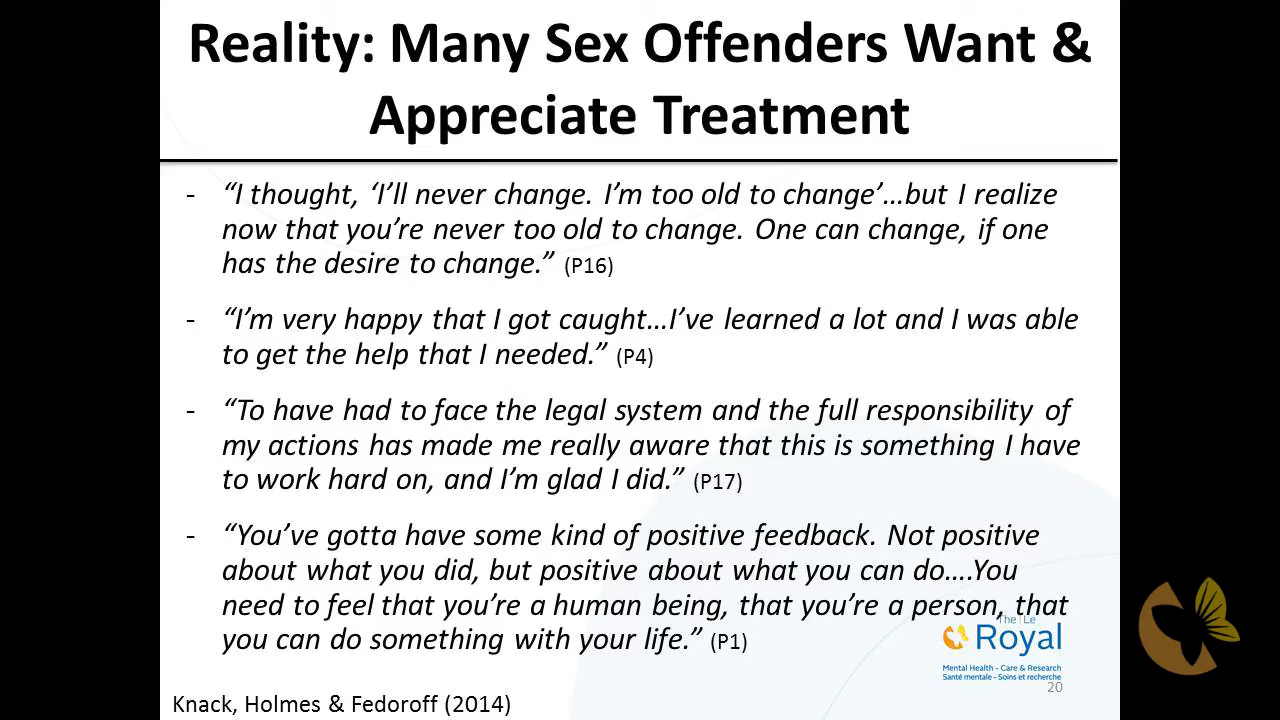 Reality: Many Sex Offenders Want &
Appreciate Treatment
- “I thought, ‘I’ll never change. I’m too old to change’…but I realize
now that you’re never too old to change. One can change, if one
has the desire to change.” (P16)
- “I’m very happy that I got caught…I’ve learned a lot and I was able
to get the help that I needed.” (P4)
- “To have had to face the legal system and the full responsibility of
my actions has made me really aware that this is something I have
to work hard on, and I’m glad I did.” (P17)
- “You’ve gotta have some kind of positive feedback. Not positive
about what you did, but positive about what you can do….You
need to feel that you’re a human being, that you’re a person, that
you can do something with your life.” (P1)
The | Le
Royal
Mental Health - Care & Research
Santé mentale - Soins et recherche
20
Knack, Holmes & Fedoroff (2014)